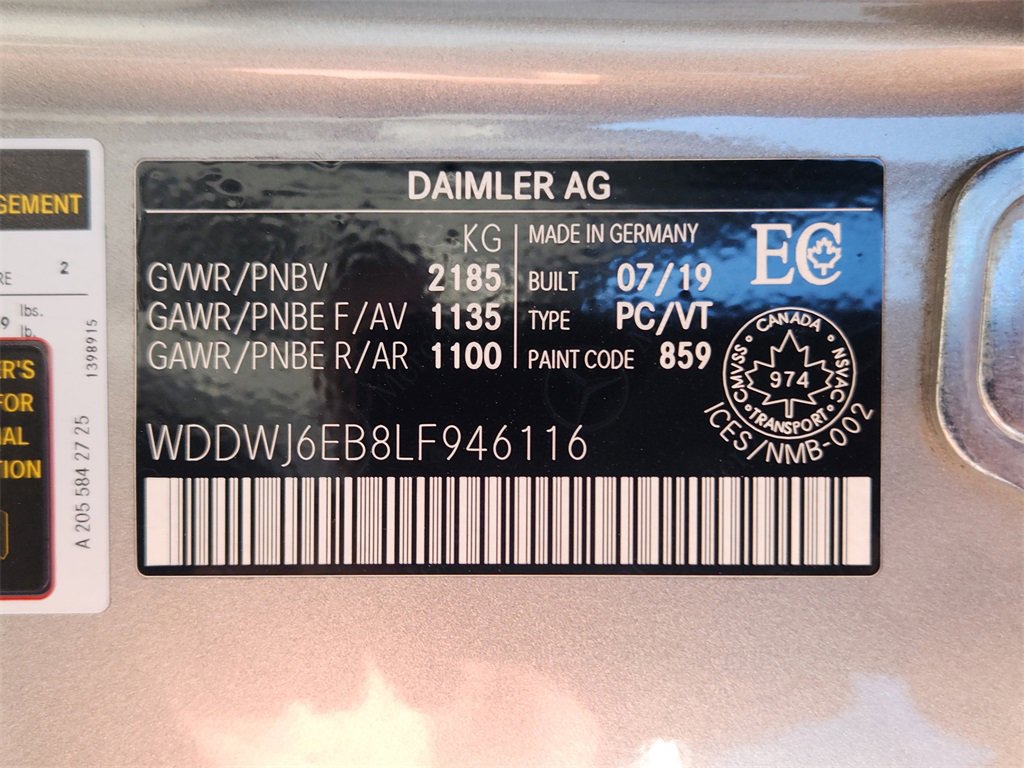 DAIMLER AG
KG
GVWR/PNBV 2185
GAWR/PNBE F/AV 1135
GAWR/PNBE R/AR 1100
MADE IN GERMANY
BUILT 07/19
TYPE PC/VT
PAINT CODE 859
EC
CANADA
CMVSS 974 NSVAC
TRANSPORT
ICES/NMB-002
WDDWJ6EB8LF946116
GEMENT
RE 2
9 lbs.
lb.
ER'S
FOR
NAL
TION
A 205 584 27 25
1398915